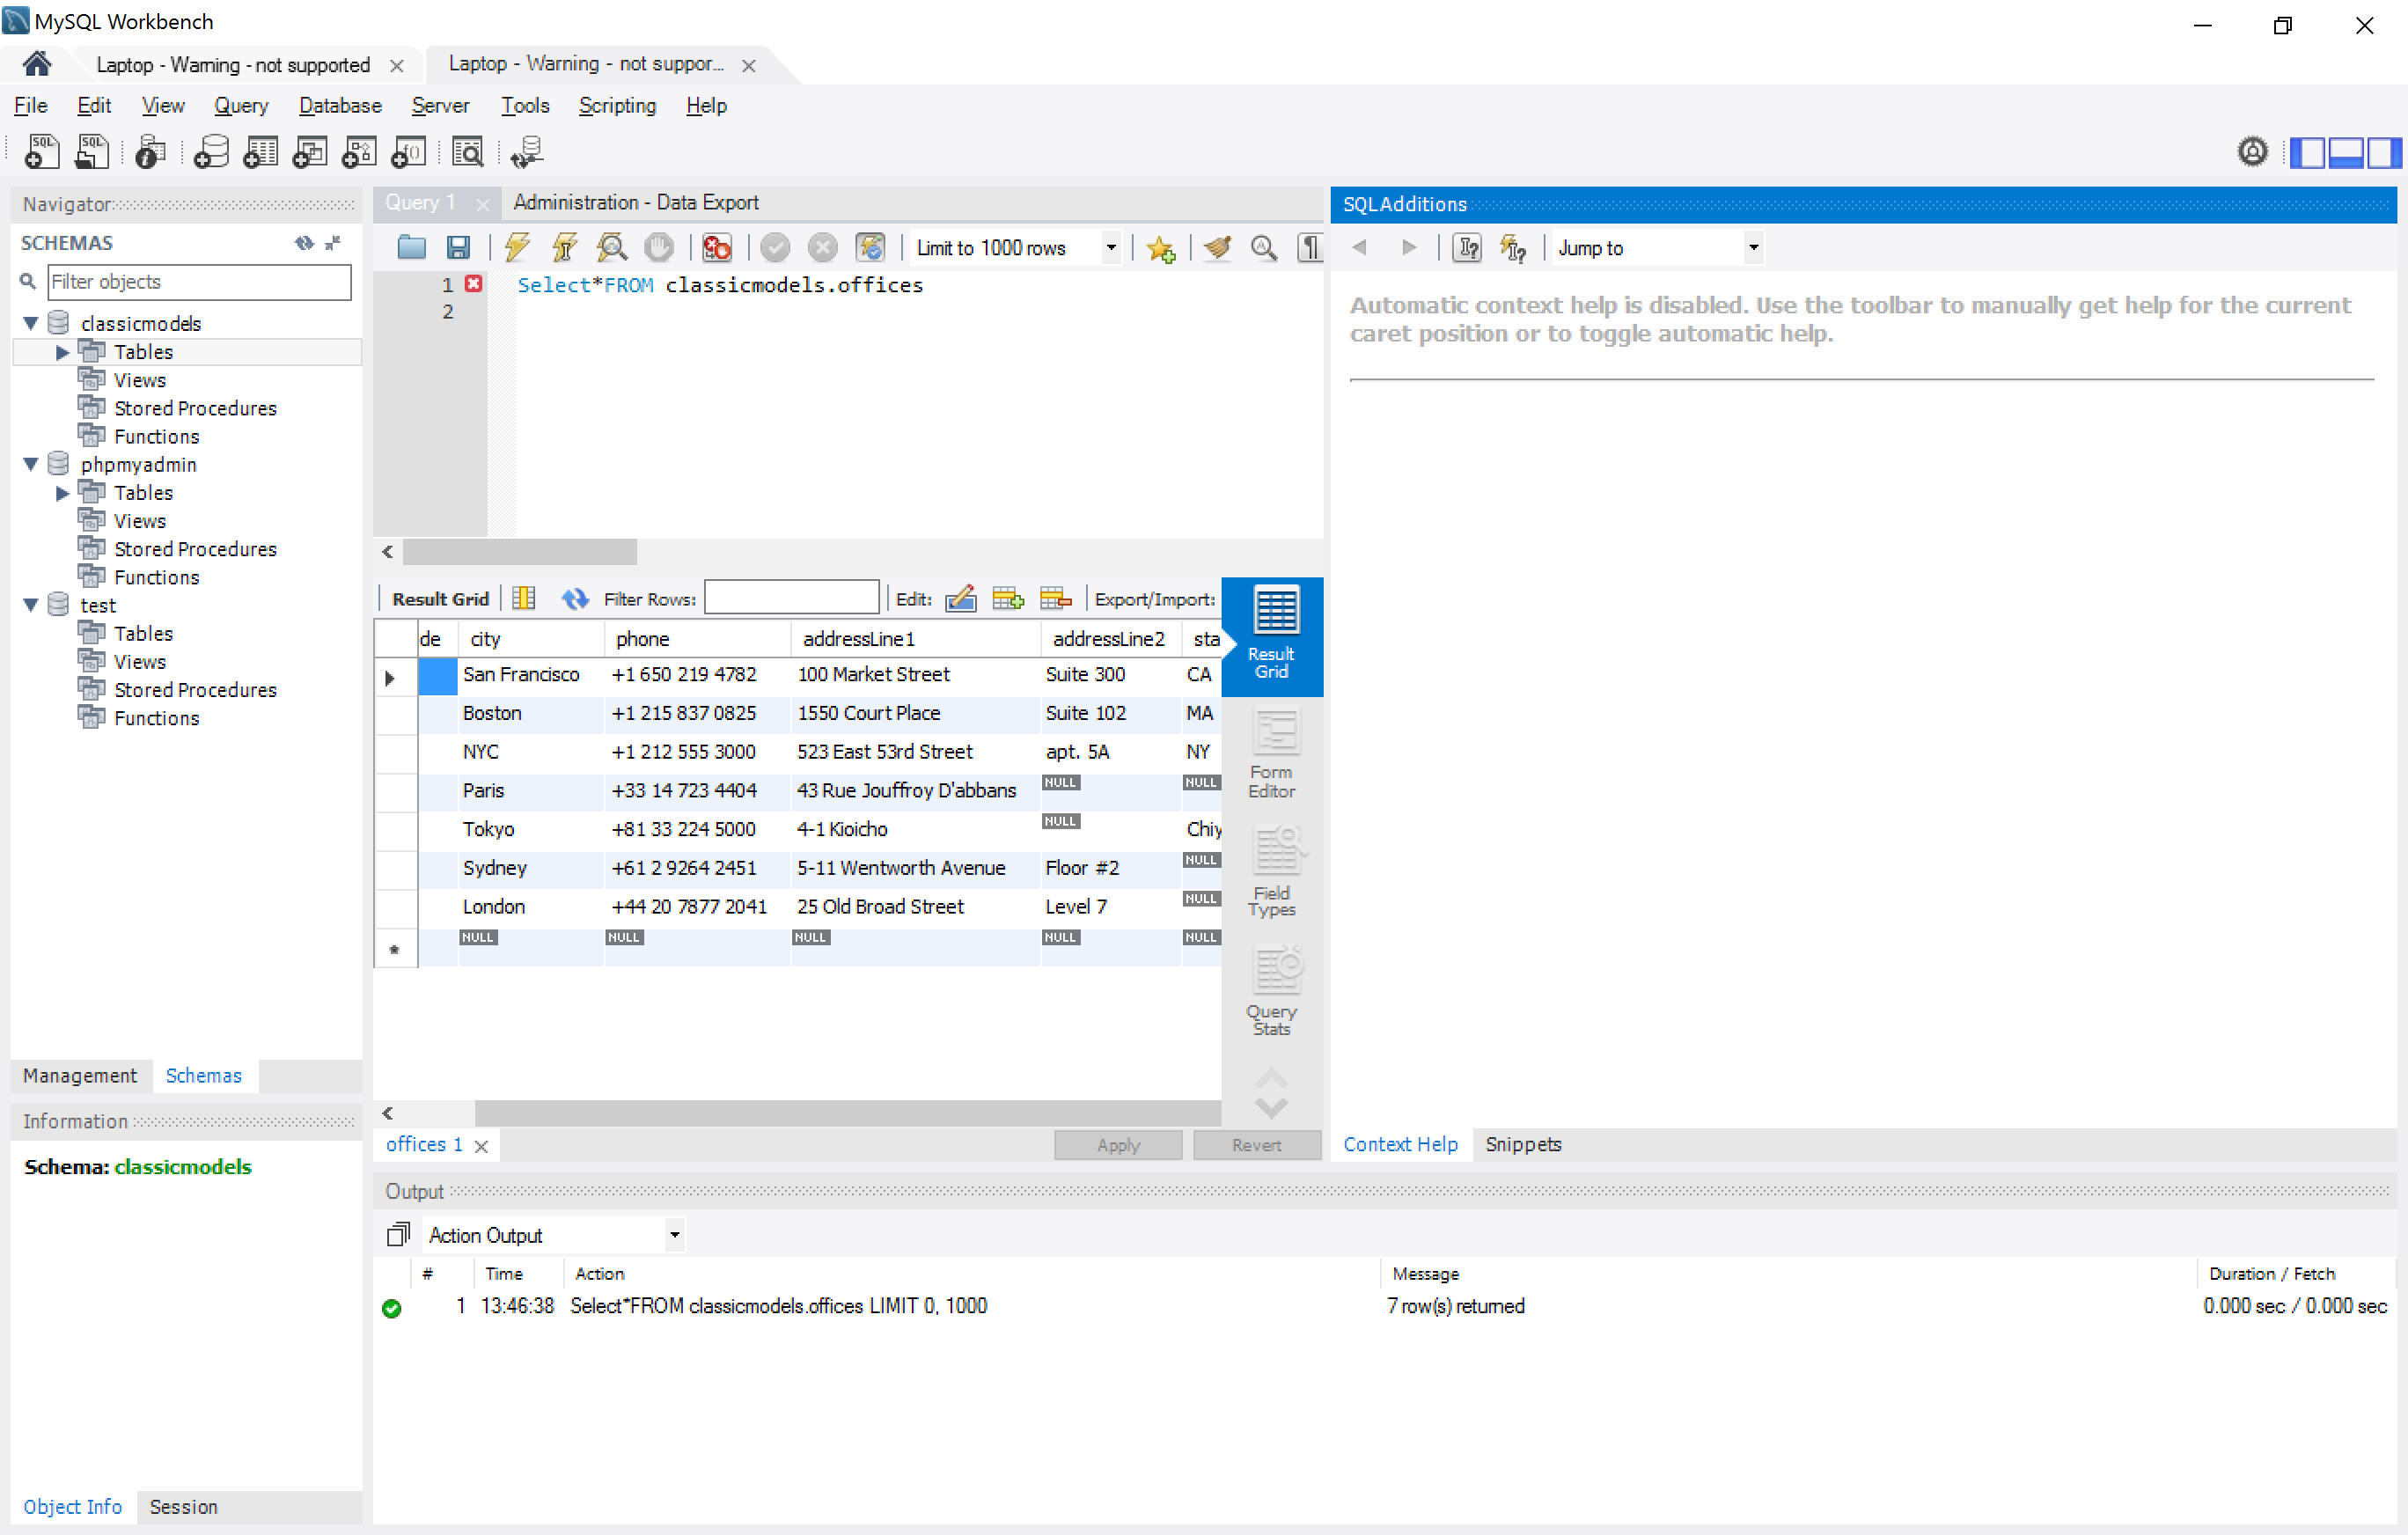 MySQL Workbench
Laptop - Warning - not supported
Laptop - Warning - not suppor...
File Edit View Query Database Server Tools Scripting Help
Navigator
SCHEMAS
Filter objects
classicmodels
Tables
Views
Stored Procedures
Functions
phpmyadmin
Tables
Views
Stored Procedures
Functions
test
Tables
Views
Stored Procedures
Functions
Management Schemas
Information
Schema: classicmodels
Object Info Session
Query 1 Administration - Data Export
Limit to 1000 rows
1 Select*FROM classicmodels.offices
2
Result Grid Filter Rows: Edit: Export/Import:
de city phone addressLine1 addressLine2 sta
San Francisco +1 650 219 4782 100 Market Street Suite 300 CA
Boston +1 215 837 0825 1550 Court Place Suite 102 MA
NYC +1 212 555 3000 523 East 53rd Street apt. 5A NY
Paris +33 14 723 4404 43 Rue Jouffroy D'abbans NULL NULL
Tokyo +81 33 224 5000 4-1 Kioicho NULL Chiy
Sydney +61 2 9264 2451 5-11 Wentworth Avenue Floor #2 NULL
London +44 20 7877 2041 25 Old Broad Street Level 7 NULL
* NULL NULL NULL NULL NULL
Result
Grid
Form
Editor
Field
Types
Query
Stats
offices 1 Apply Revert
SQLAdditions
Jump to
Automatic context help is disabled. Use the toolbar to manually get help for the current
caret position or to toggle automatic help.
Context Help Snippets
Output
Action Output
# Time Action Message Duration / Fetch
1 13:46:38 Select*FROM classicmodels.offices LIMIT 0, 1000 7 row(s) returned 0.000 sec / 0.000 sec